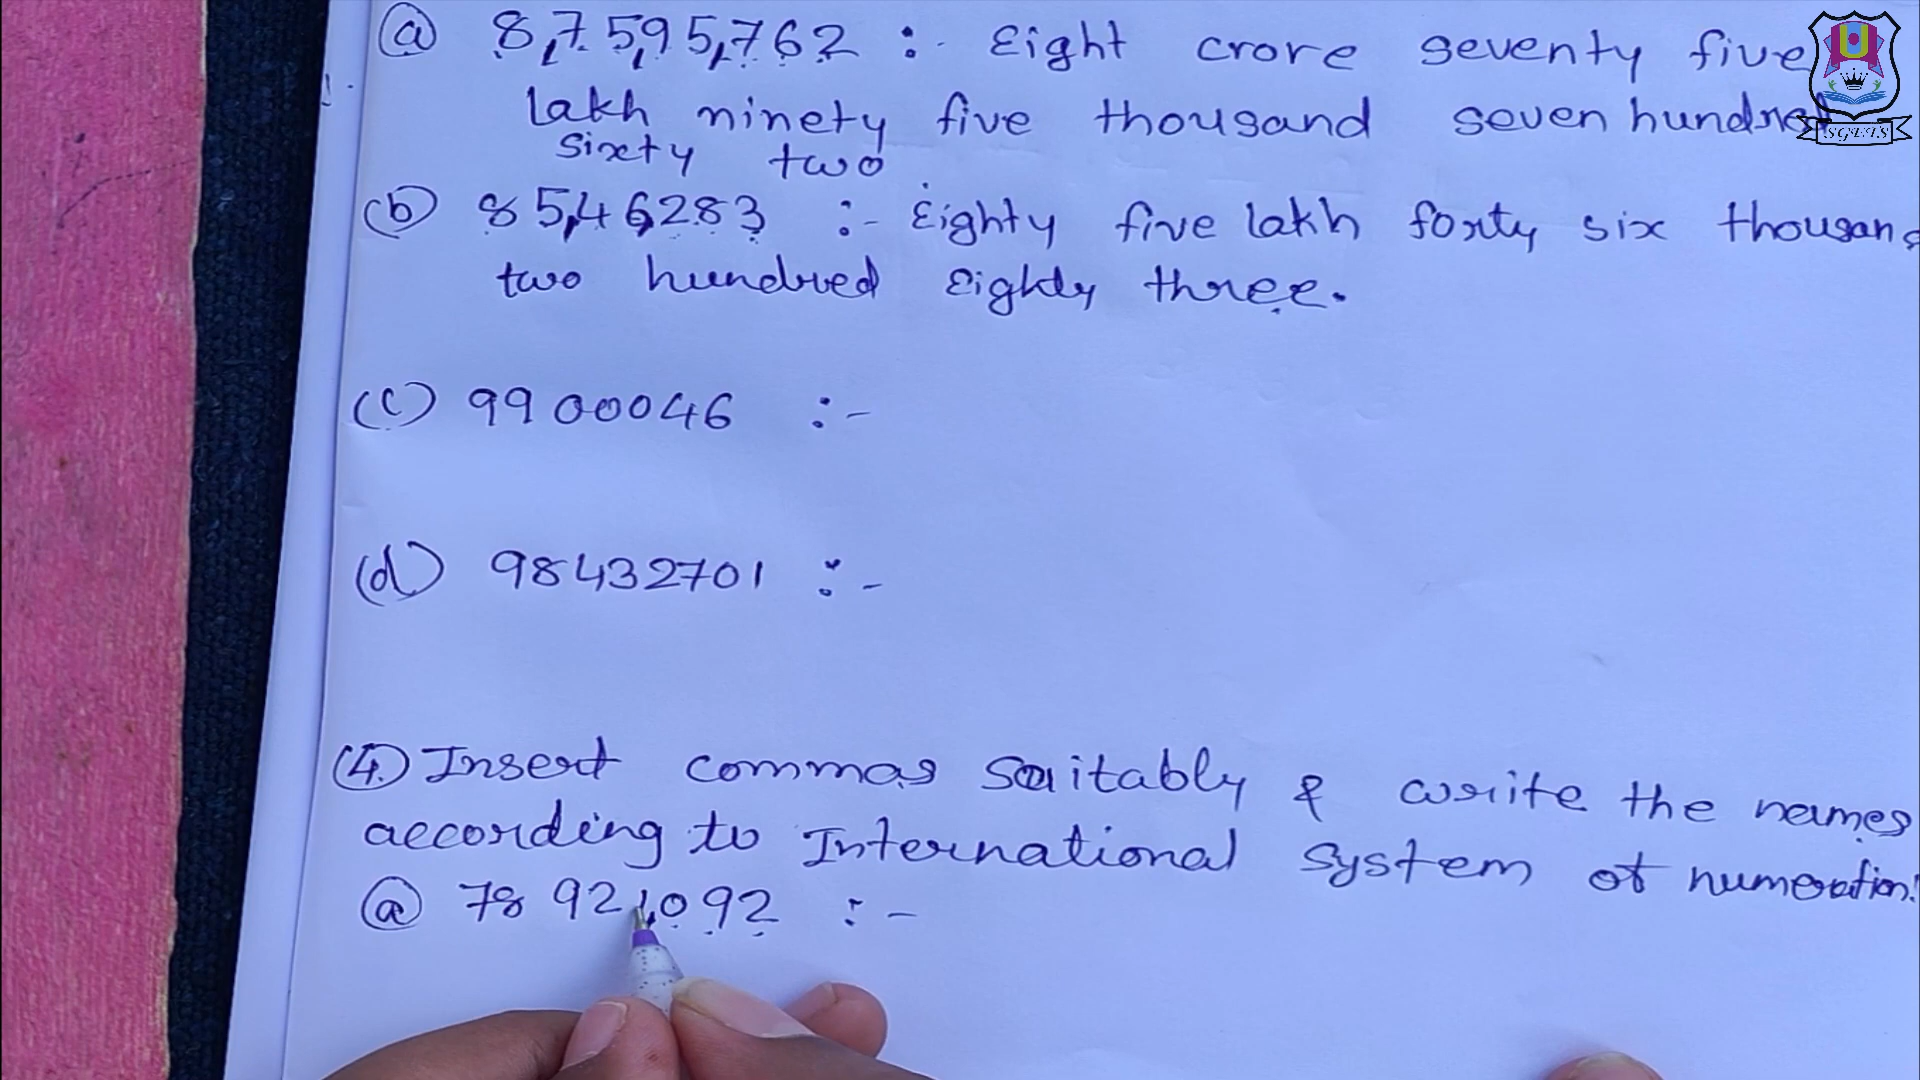 (a) 8,75,95,762 :- Eight crore seventy five
lakh ninety five thousand seven hundred
sixty two
(b) 85,46,283 :- Eighty five lakh forty six thousand
two hundred Eighty three.
(c) 9900046 :-
(d) 98432701 :-
(4.) Insert commas suitably & write the names
according to International system of numeration.
(a) 78 921,092 :-
SGVMS